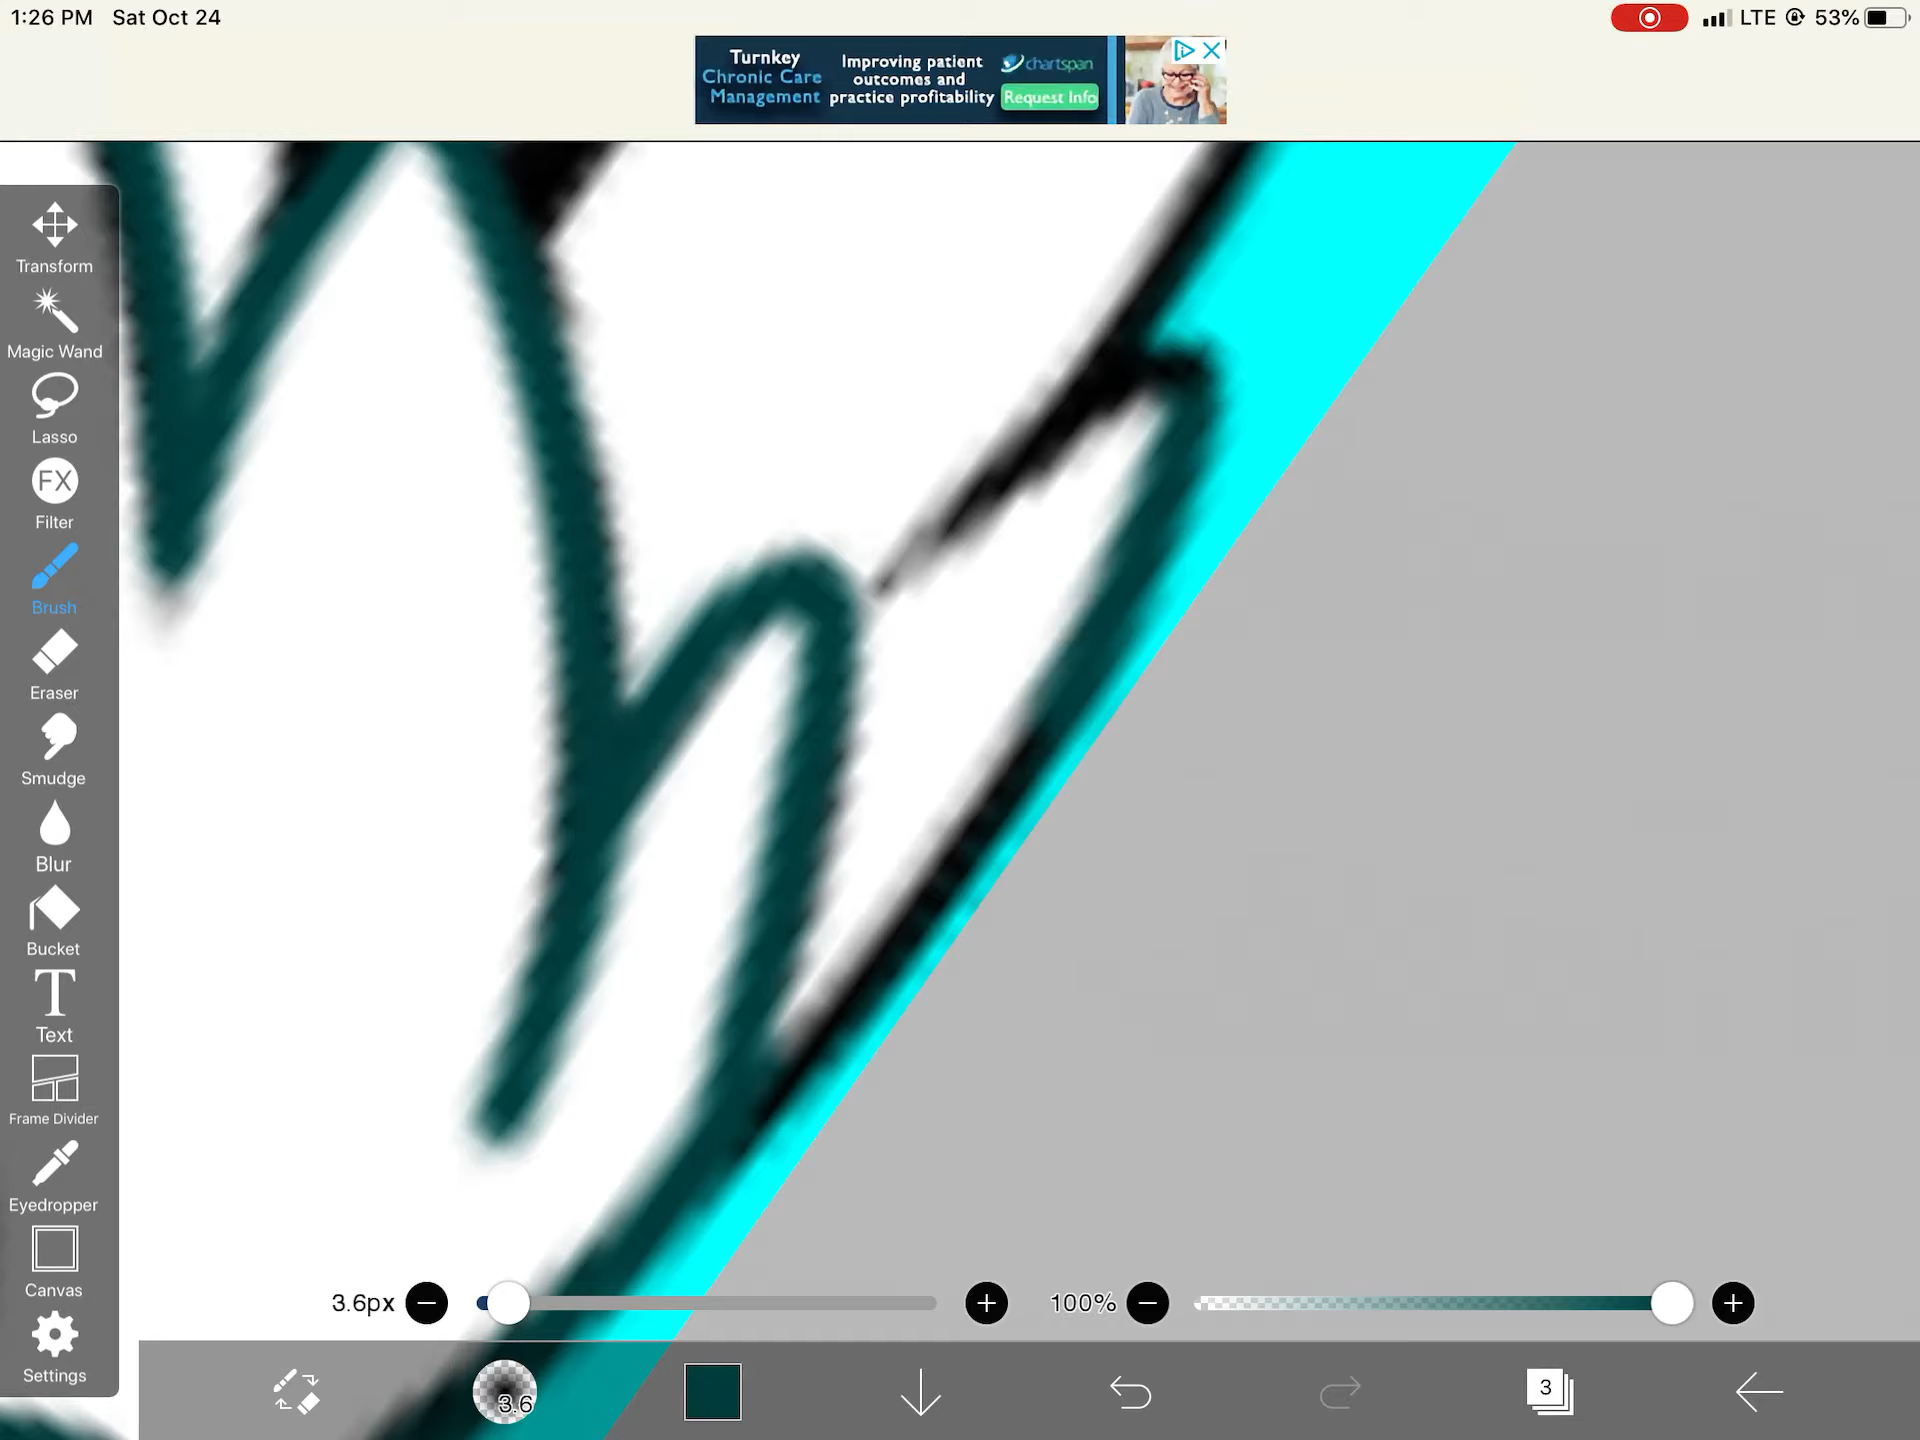 1:26 PM Sat Oct 24
LTE 53%
Turnkey
Chronic Care
Management
Improving patient
outcomes and
practice profitability
chartspan
Request Info
Transform
Magic Wand
Lasso
FX
Filter
Brush
Eraser
Smudge
Blur
Bucket
T
Text
Frame Divider
Eyedropper
Canvas
Settings
3.6px
100%
3.6
3